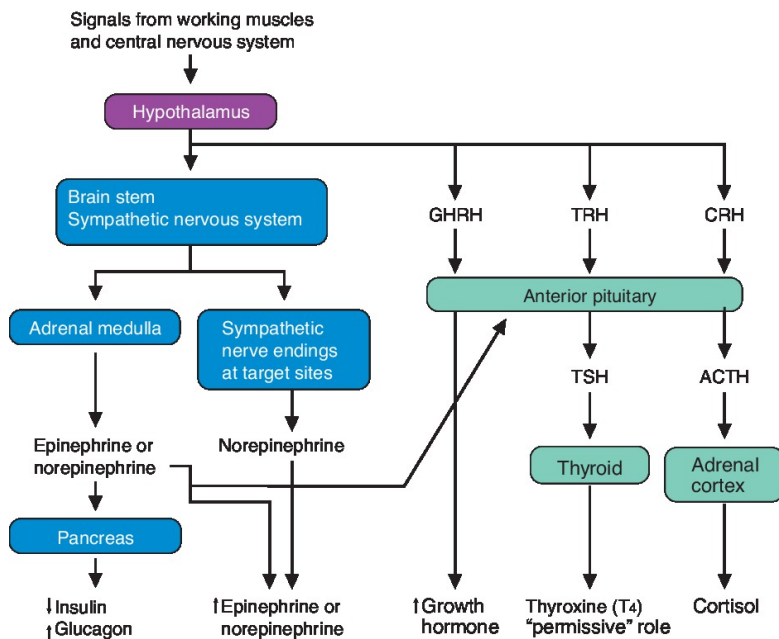 Signals from working muscles
and central nervous system
Hypothalamus
Brain stem
Sympathetic nervous system
GHRH
TRH
CRH
Anterior pituitary
Adrenal medulla
Sympathetic
nerve endings
at target sites
TSH
ACTH
Epinephrine or
norepinephrine
Norepinephrine
Thyroid
Adrenal
cortex
Pancreas
↓Insulin
↑Glucagon
↑Epinephrine or
norepinephrine
↑Growth
hormone
Thyroxine (T₄)
“permissive” role
Cortisol